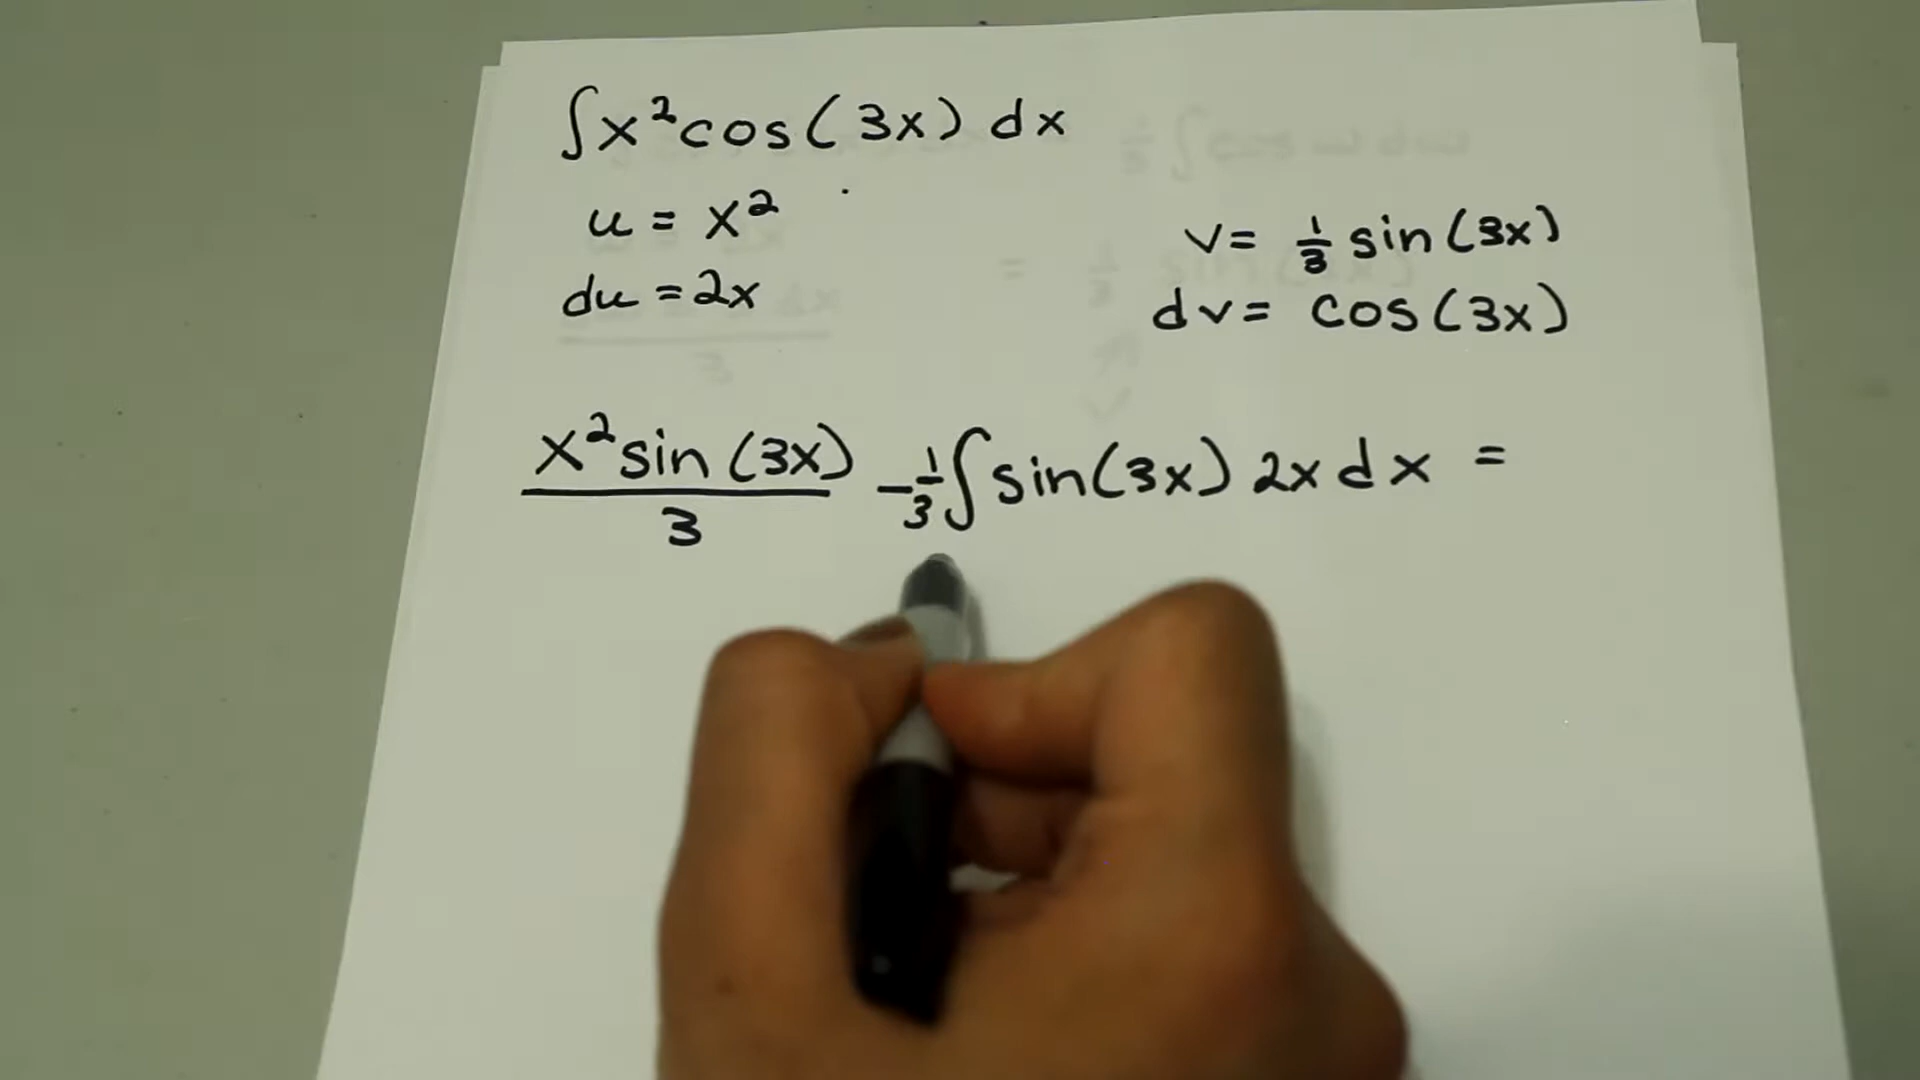 ∫x²cos(3x) dx
u = x²
du = 2x
v = 1/3 sin(3x)
dv = cos(3x)
x²sin(3x)/3 - 1/3 ∫sin(3x) 2x dx =